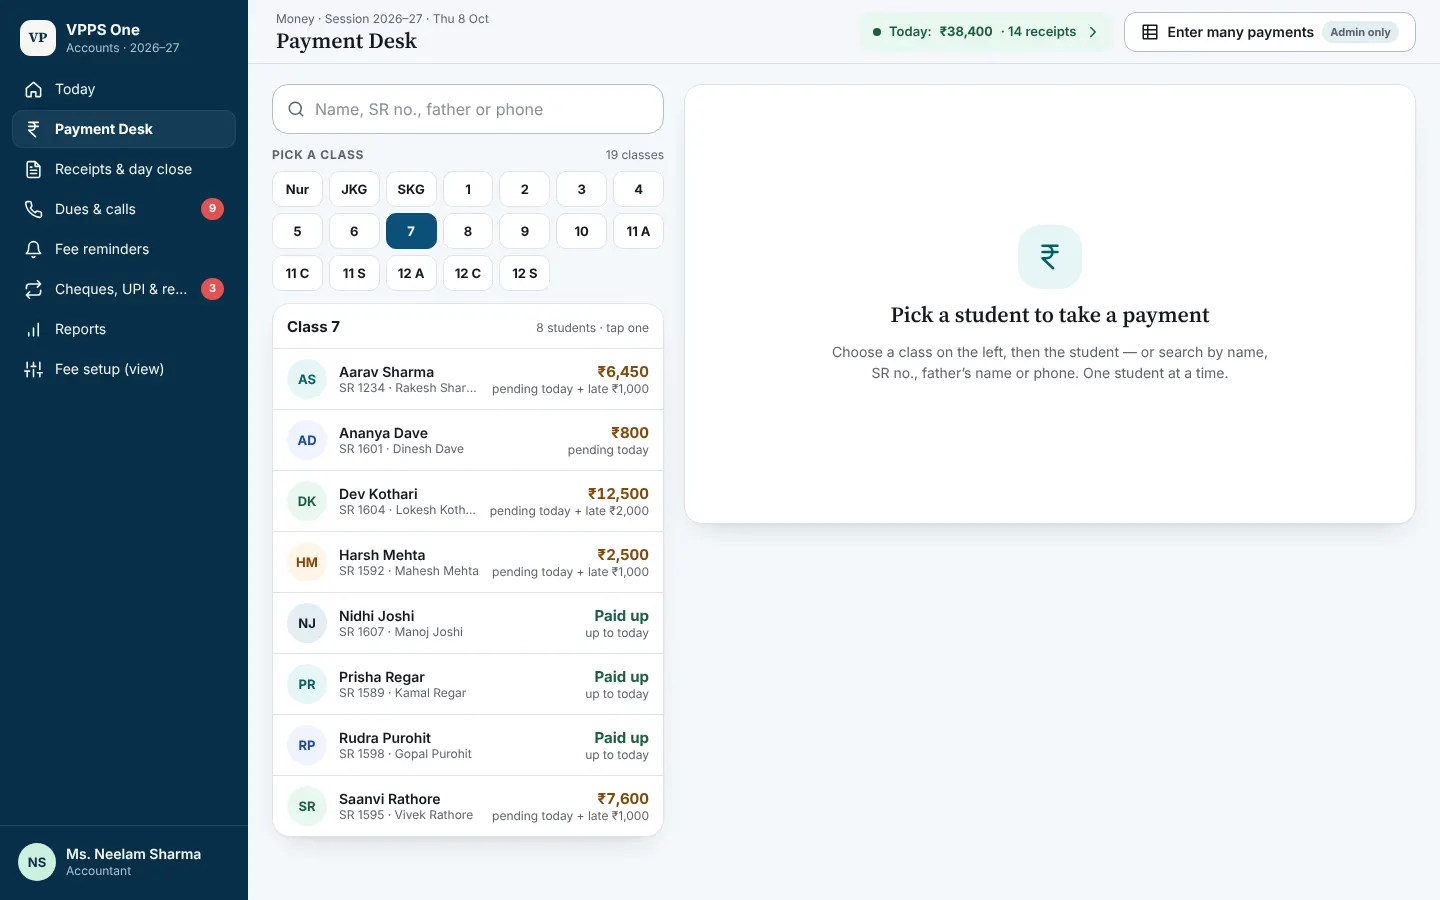 VP
VPPS One
Accounts · 2026–27
Today
Payment Desk
Receipts & day close
Dues & calls 9
Fee reminders
Cheques, UPI & re... 3
Reports
Fee setup (view)
NS
Ms. Neelam Sharma
Accountant
Money · Session 2026–27 · Thu 8 Oct
Payment Desk
Today: ₹38,400 · 14 receipts
Enter many payments Admin only
Name, SR no., father or phone
PICK A CLASS 19 classes
Nur JKG SKG 1 2 3 4
5 6 7 8 9 10 11 A
11 C 11 S 12 A 12 C 12 S
Class 7 8 students · tap one
AS Aarav Sharma ₹6,450
SR 1234 · Rakesh Shar... pending today + late ₹1,000
AD Ananya Dave ₹800
SR 1601 · Dinesh Dave pending today
DK Dev Kothari ₹12,500
SR 1604 · Lokesh Koth... pending today + late ₹2,000
HM Harsh Mehta ₹2,500
SR 1592 · Mahesh Mehta pending today + late ₹1,000
NJ Nidhi Joshi Paid up
SR 1607 · Manoj Joshi up to today
PR Prisha Regar Paid up
SR 1589 · Kamal Regar up to today
RP Rudra Purohit Paid up
SR 1598 · Gopal Purohit up to today
SR Saanvi Rathore ₹7,600
SR 1595 · Vivek Rathore pending today + late ₹1,000
₹
Pick a student to take a payment
Choose a class on the left, then the student — or search by name,
SR no., father’s name or phone. One student at a time.